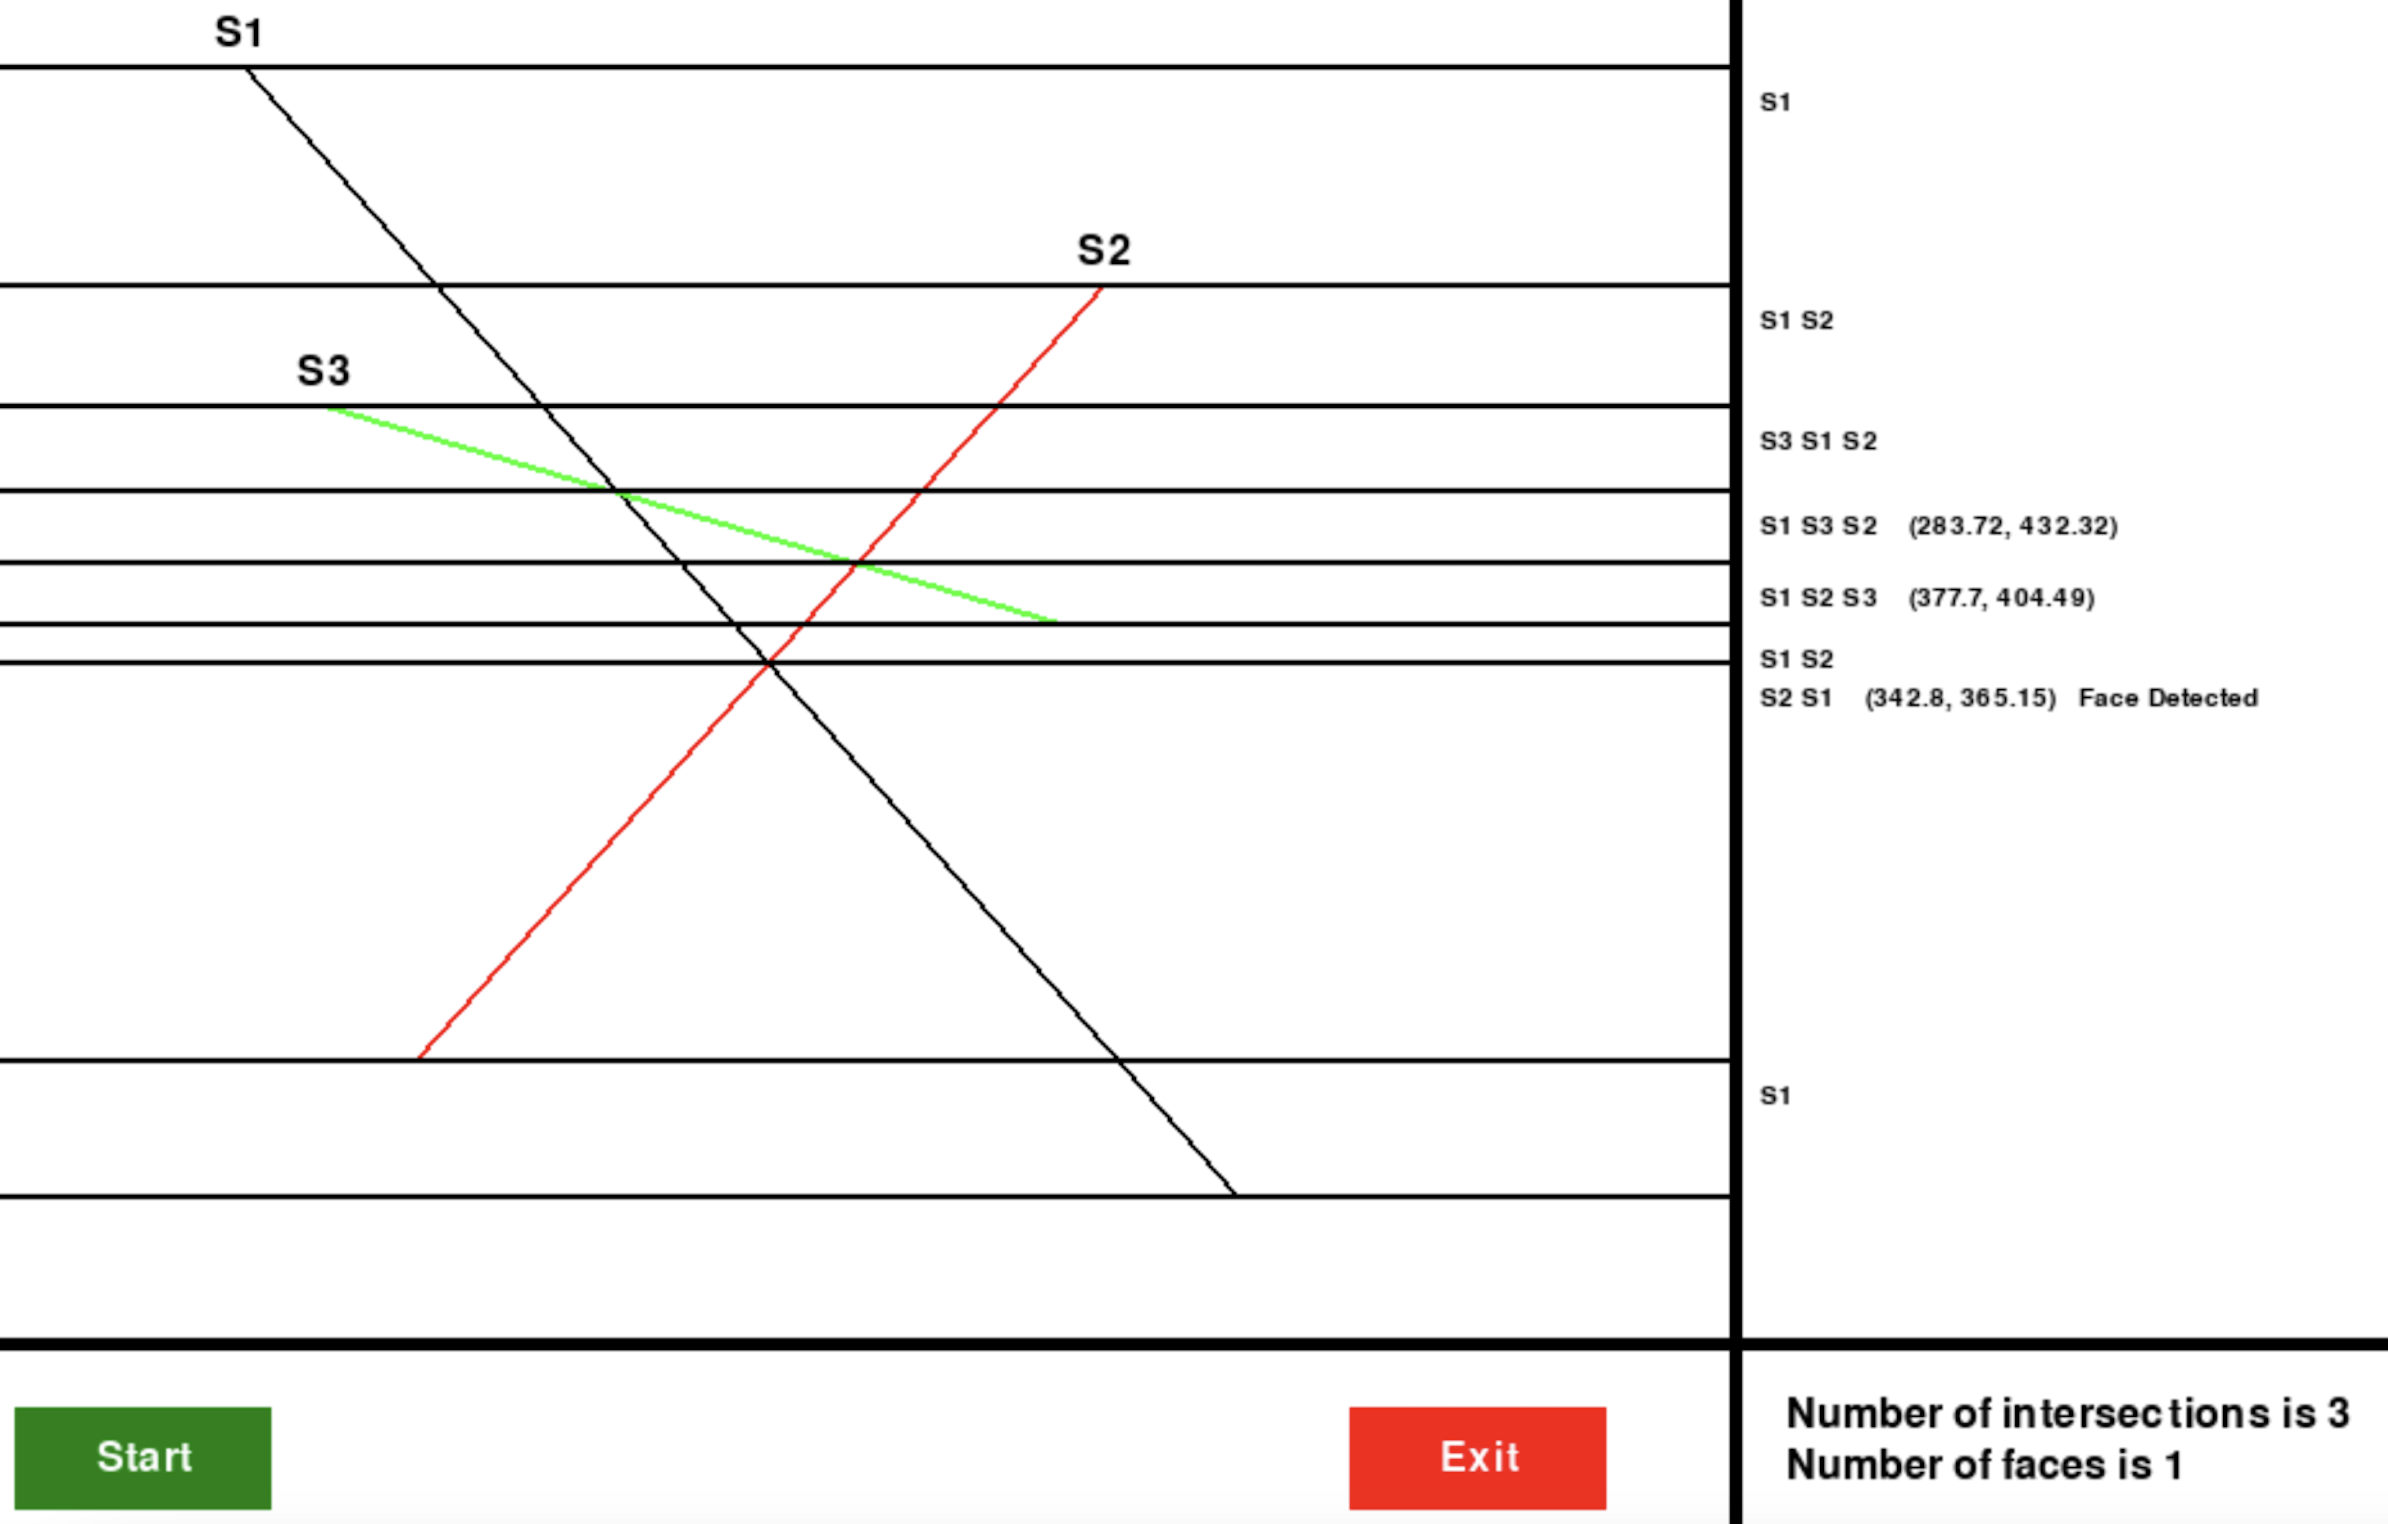 S1
S1
S2
S1 S2
S3
S3 S1 S2
S1 S3 S2 (283.72, 432.32)
S1 S2 S3 (377.7, 404.49)
S1 S2
S2 S1 (342.8, 365.15) Face Detected
S1
Start
Exit
Number of intersections is 3
Number of faces is 1